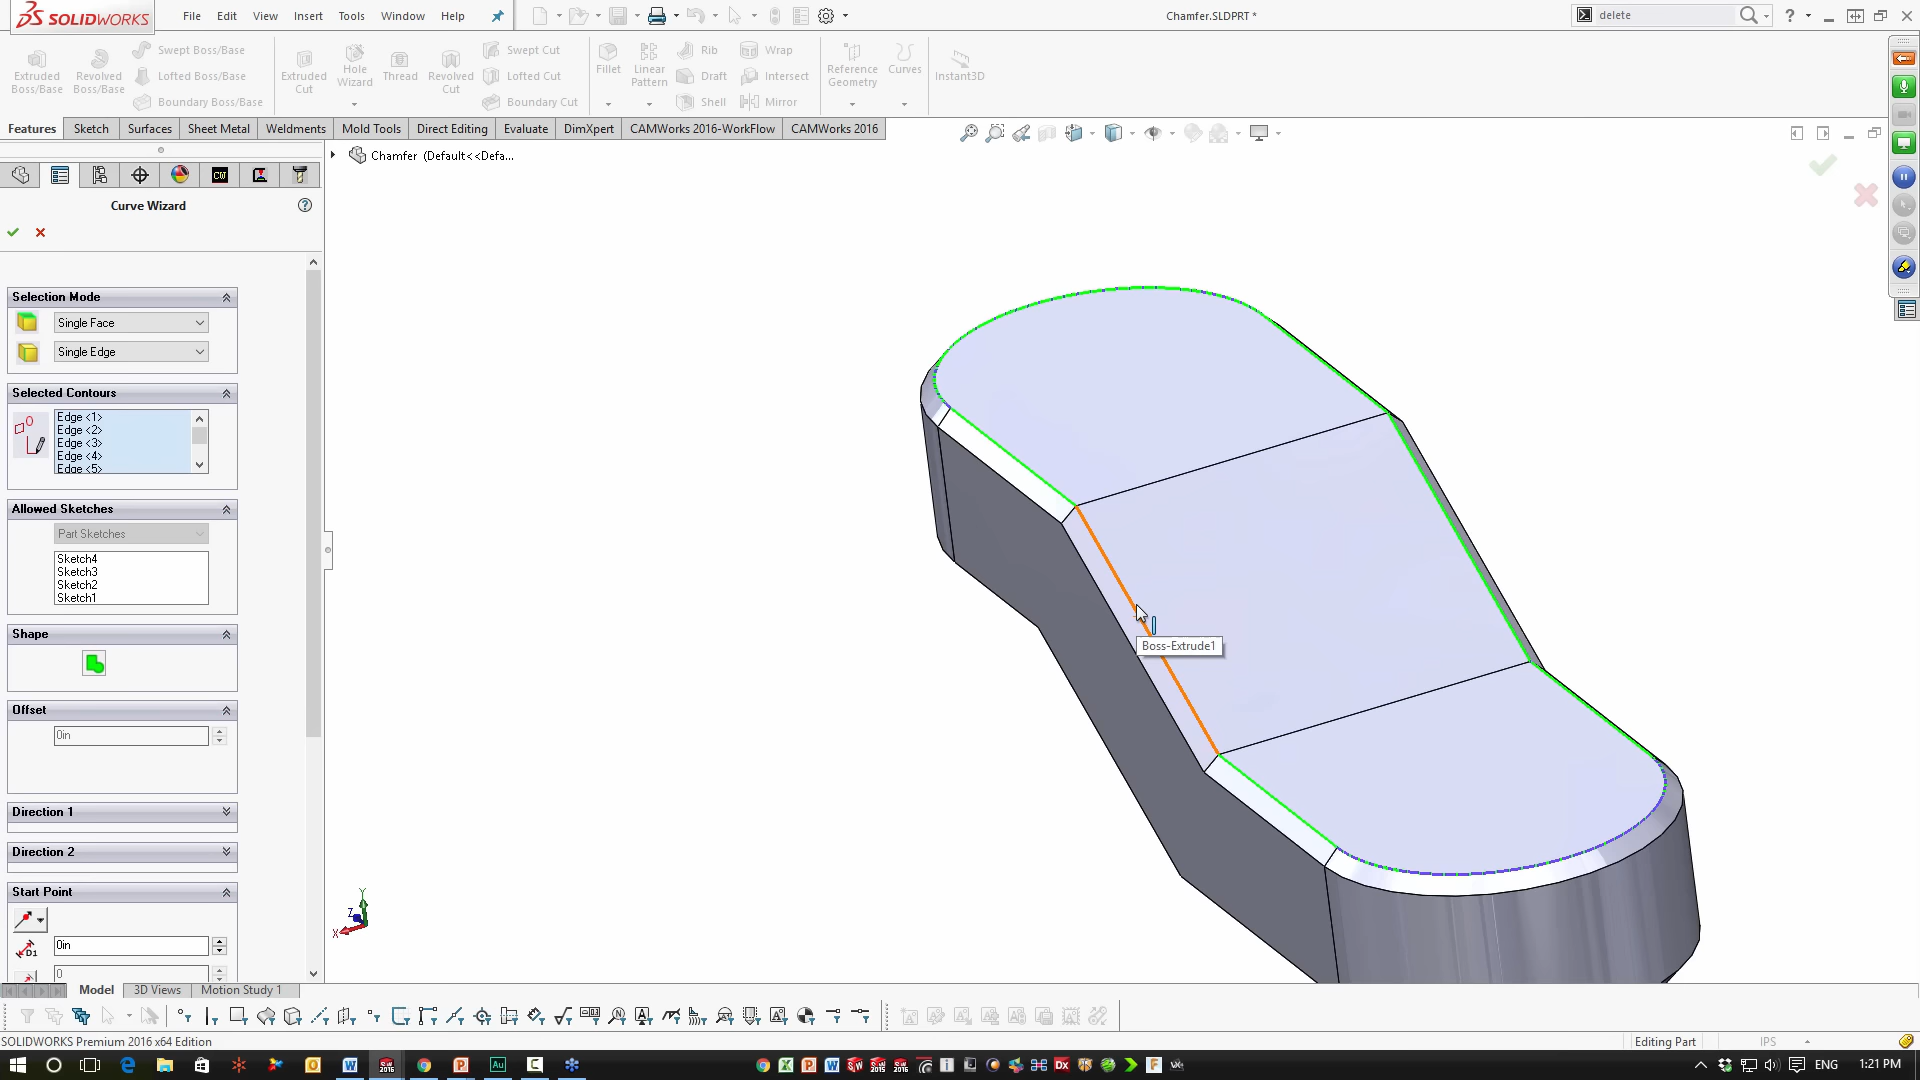 SOLIDWORKS File Edit View Insert Tools Window Help
Chamfer.SLDPRT *
delete
Extruded Boss/Base
Revolved Boss/Base
Swept Boss/Base
Lofted Boss/Base
Boundary Boss/Base
Extruded Cut
Hole Wizard
Thread
Revolved Cut
Swept Cut
Lofted Cut
Boundary Cut
Fillet
Linear Pattern
Rib
Draft
Shell
Wrap
Intersect
Mirror
Reference Geometry
Curves
Instant3D
Features Sketch Surfaces Sheet Metal Weldments Mold Tools Direct Editing Evaluate DimXpert CAMWorks 2016-WorkFlow CAMWorks 2016
Chamfer (Default<<Defa...
Curve Wizard
Selection Mode
Single Face
Single Edge
Selected Contours
Edge <1>
Edge <2>
Edge <3>
Edge <4>
Edge <5>
Allowed Sketches
Part Sketches
Sketch4
Sketch3
Sketch2
Sketch1
Shape
Offset
0in
Direction 1
Direction 2
Start Point
0in
0
Boss-Extrude1
Y
Z
X
Model 3D Views Motion Study 1
SOLIDWORKS Premium 2016 x64 Edition
Editing Part
IPS
ENG
1:21 PM